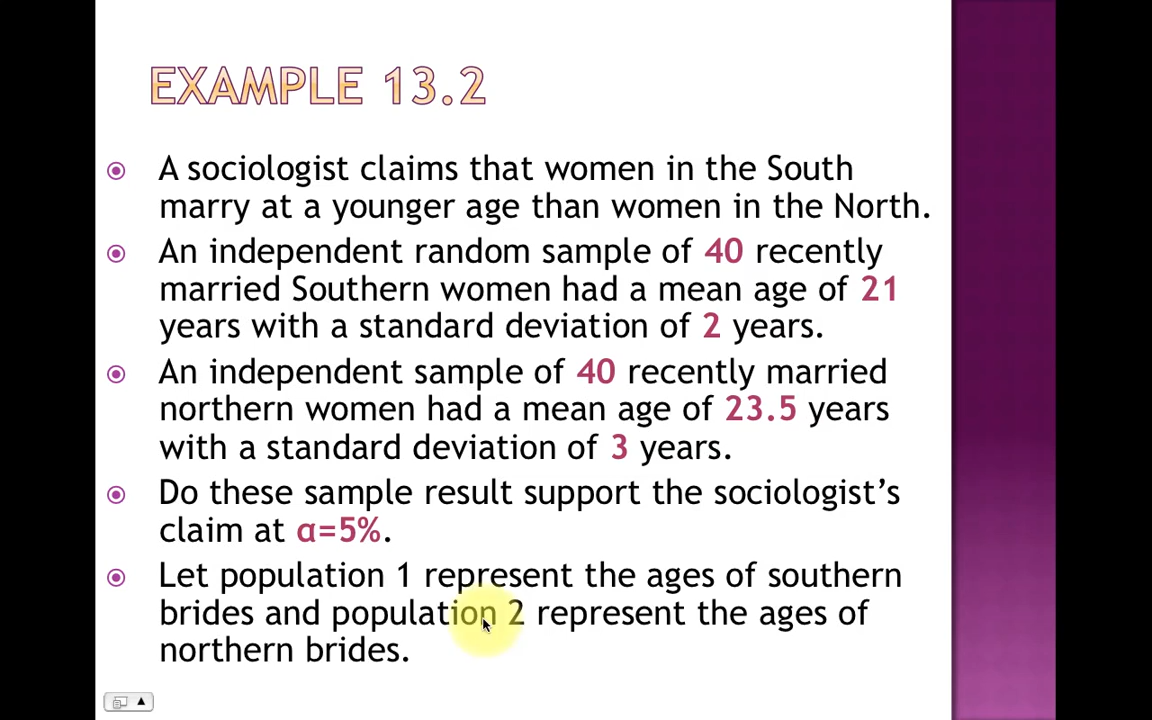 EXAMPLE 13.2
A sociologist claims that women in the South
marry at a younger age than women in the North.
An independent random sample of 40 recently
married Southern women had a mean age of 21
years with a standard deviation of 2 years.
An independent sample of 40 recently married
northern women had a mean age of 23.5 years
with a standard deviation of 3 years.
Do these sample result support the sociologist’s
claim at α=5%.
Let population 1 represent the ages of southern
brides and population 2 represent the ages of
northern brides.